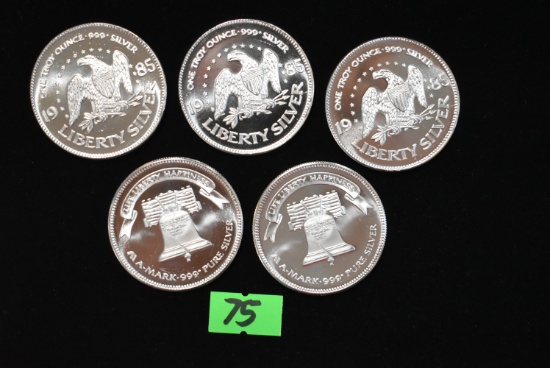 ONE TROY OUNCE ·999· SILVER
19 85
LIBERTY SILVER
ONE TROY OUNCE ·999· SILVER
19 85
LIBERTY SILVER
ONE TROY OUNCE ·999· SILVER
19 85
LIBERTY SILVER
LIFE LIBERTY HAPPINESS
A-MARK·999·PURE SILVER
LIFE LIBERTY HAPPINESS
A-MARK·999·PURE SILVER
75